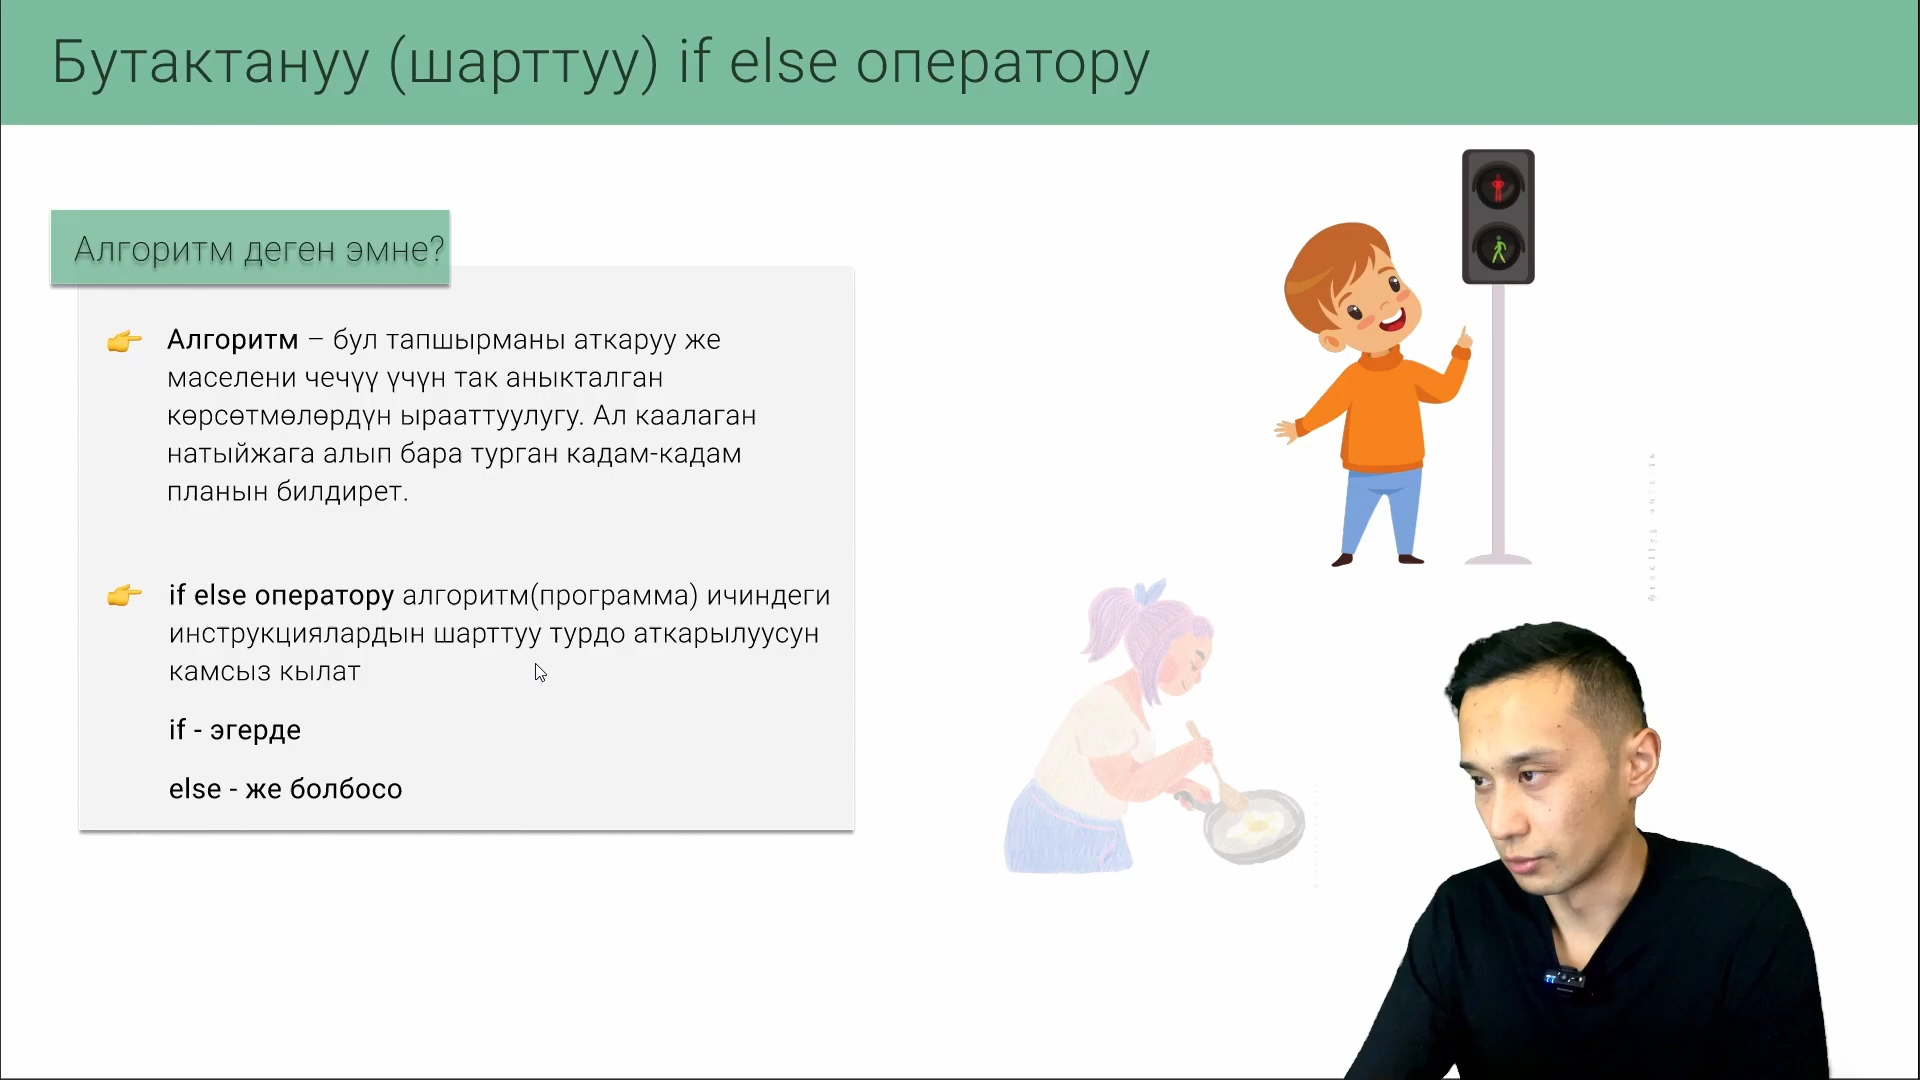 Бутактануу (шарттуу) if else оператору
Алгоритм деген эмне?
Алгоритм – бул тапшырманы аткаруу же
маселени чечүү үчүн так аныкталган
көрсөтмөлөрдүн ырааттуулугу. Ал каалаган
натыйжага алып бара турган кадам-кадам
планын билдирет.
if else оператору алгоритм(программа) ичиндеги
инструкциялардын шарттуу турдо аткарылуусун
камсыз кылат
if - эгерде
else - же болбосо